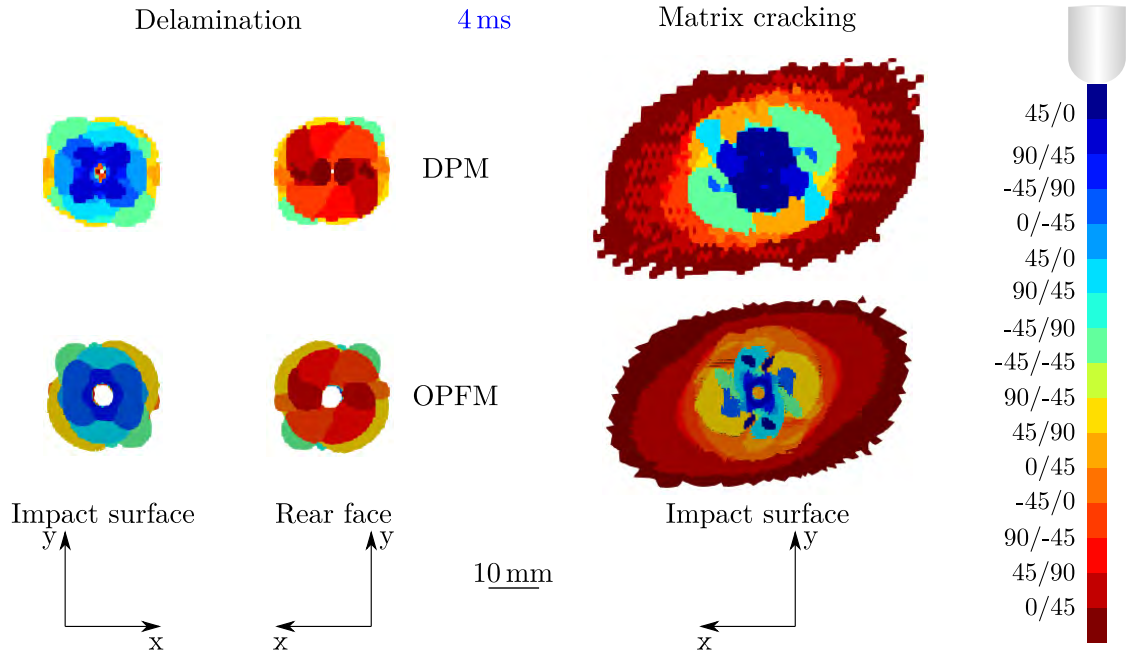 Delamination
4 ms
Matrix cracking
DPM
OPFM
Impact surface
Rear face
Impact surface
y
x
y
x
10 mm
y
x
45/0
90/45
-45/90
0/-45
45/0
90/45
-45/90
-45/-45
90/-45
45/90
0/45
-45/0
90/-45
45/90
0/45